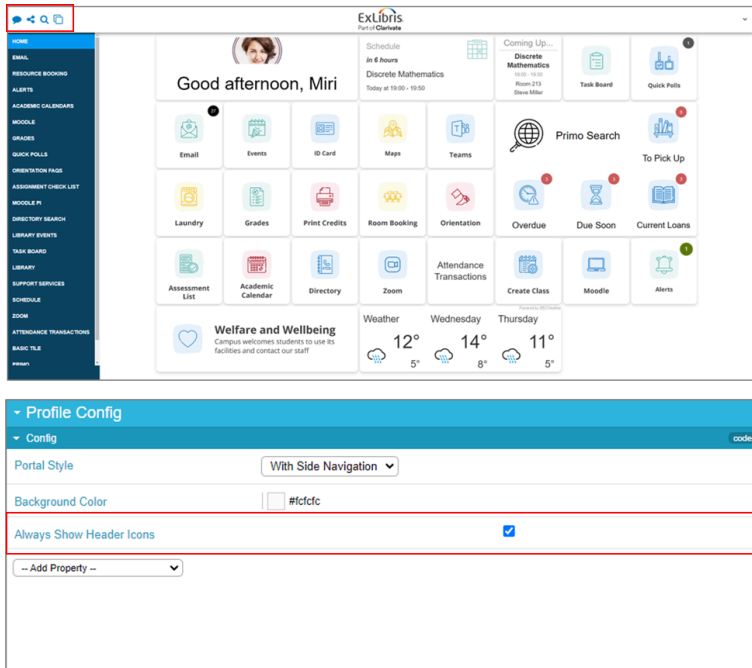 ExLibris
Part of Clarivate
HOME
EMAIL
RESOURCE BOOKING
ALERTS
ACADEMIC CALENDARS
MOODLE
GRADES
QUICK POLLS
ORIENTATION FAQS
ASSIGNMENT CHECK LIST
MOODLE PI
DIRECTORY SEARCH
LIBRARY EVENTS
TASK BOARD
LIBRARY
SUPPORT SERVICES
SCHEDULE
ZOOM
ATTENDANCE TRANSACTIONS
BASIC TILE
PRIMO
Good afternoon, Miri
Schedule
in 6 hours
Discrete Mathematics
Today at 19:00 - 19:50
Coming Up...
Discrete
Mathematics
19:00 - 19:50
Room 213
Steve Miller
Task Board
1
Quick Polls
27
Email
Events
ID Card
Maps
Teams
Primo Search
To Pick Up
Laundry
Grades
Print Credits
Room Booking
Orientation
Overdue
Due Soon
Current Loans
Assessment
List
Academic
Calendar
Directory
Zoom
Attendance
Transactions
Create Class
Moodle
Alerts
Welfare and Wellbeing
Campus welcomes students to use its
facilities and contact our staff
Weather
Wednesday
Thursday
12°
5°
14°
8°
11°
5°
Profile Config
Config
code
Portal Style
With Side Navigation
Background Color
#fcfcfc
Always Show Header Icons
-- Add Property --